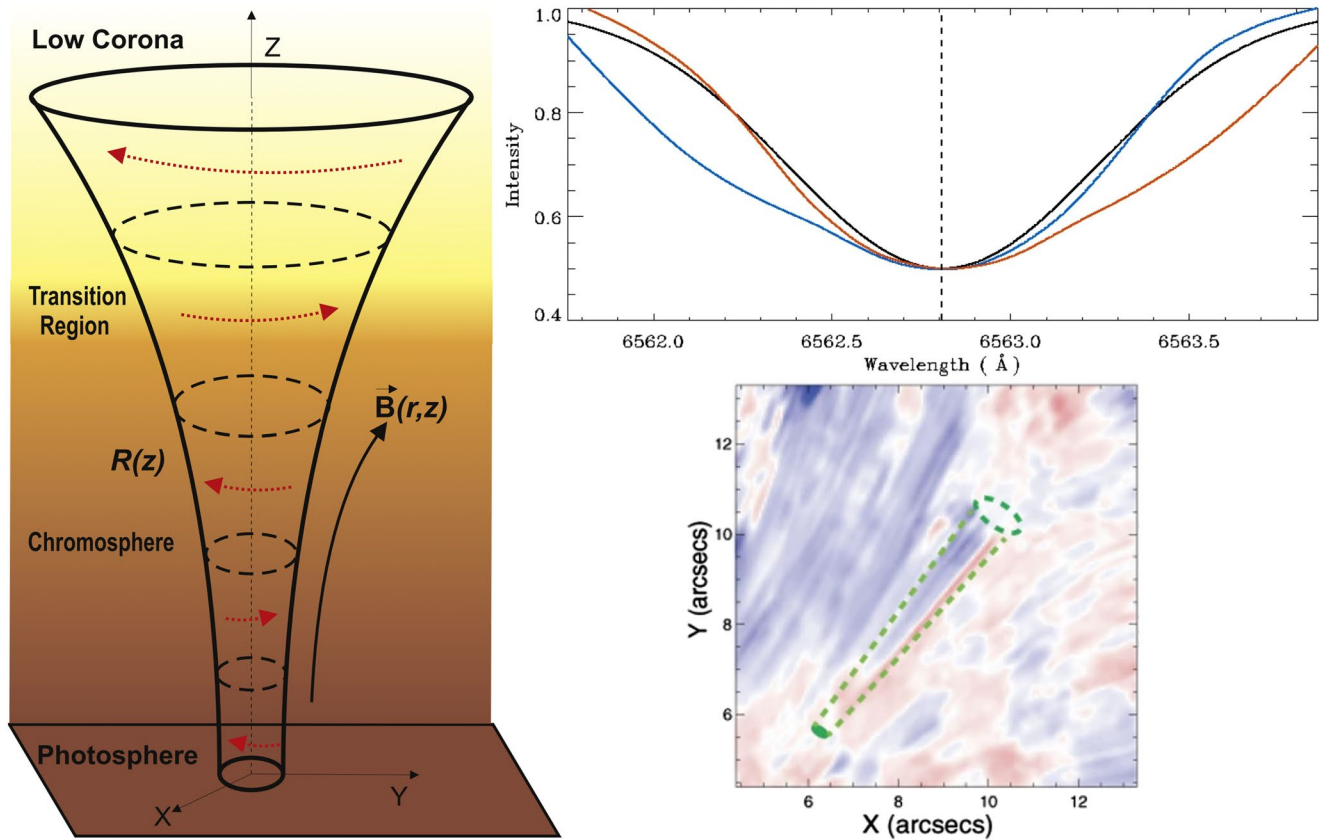 Low Corona
Z
Transition
Region
B(r,z)
R(z)
Chromosphere
Photosphere
X
Y
1.0
0.8
0.6
0.4
Intensity
6562.0
6562.5
6563.0
6563.5
Wavelength ( Å )
12
10
8
6
Y (arcsecs)
6
8
10
12
X (arcsecs)